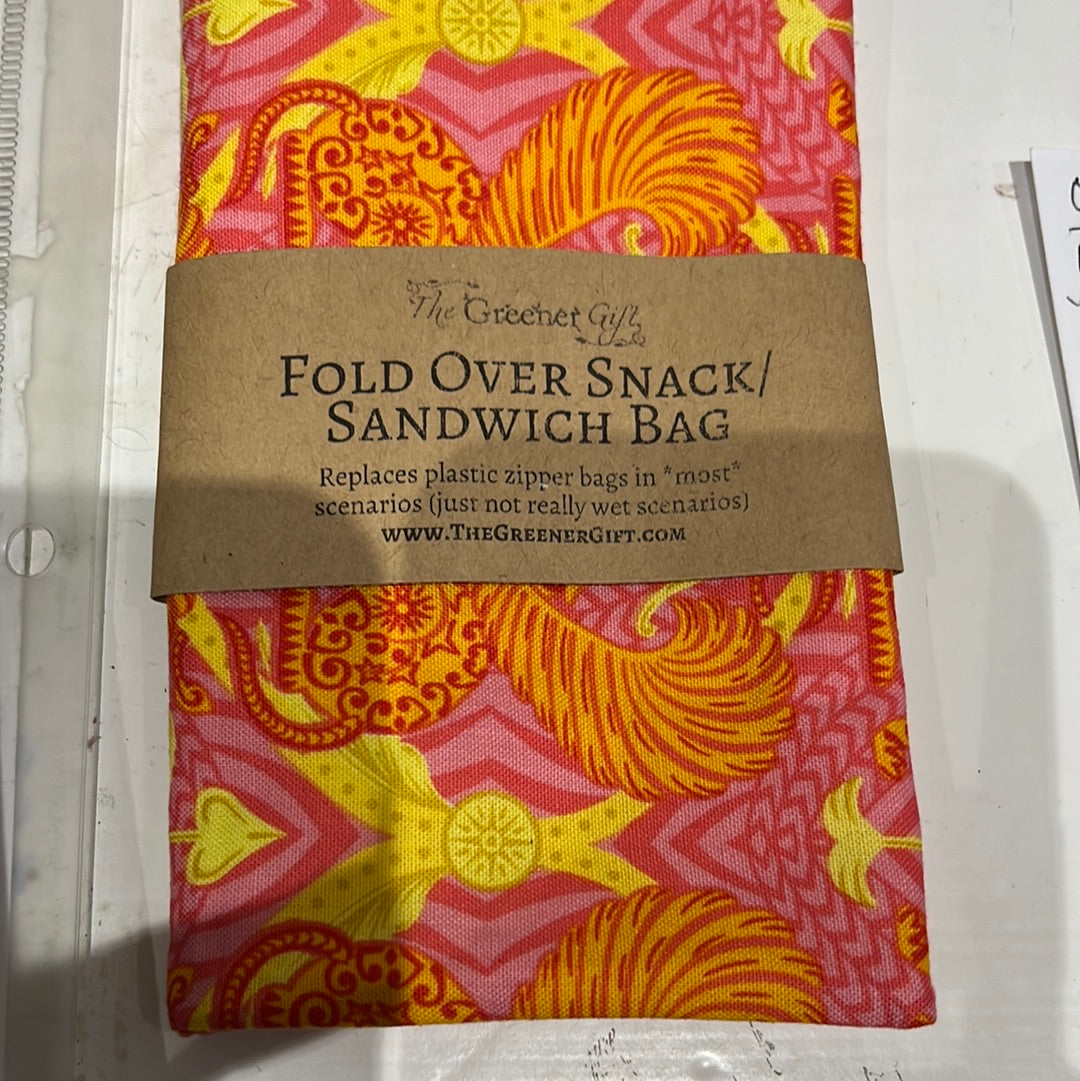 The Greener Gift
FOLD OVER SNACK/
SANDWICH BAG
Replaces plastic zipper bags in *most*
scenarios (just not really wet scenarios)
WWW.THEGREENERGIFT.COM